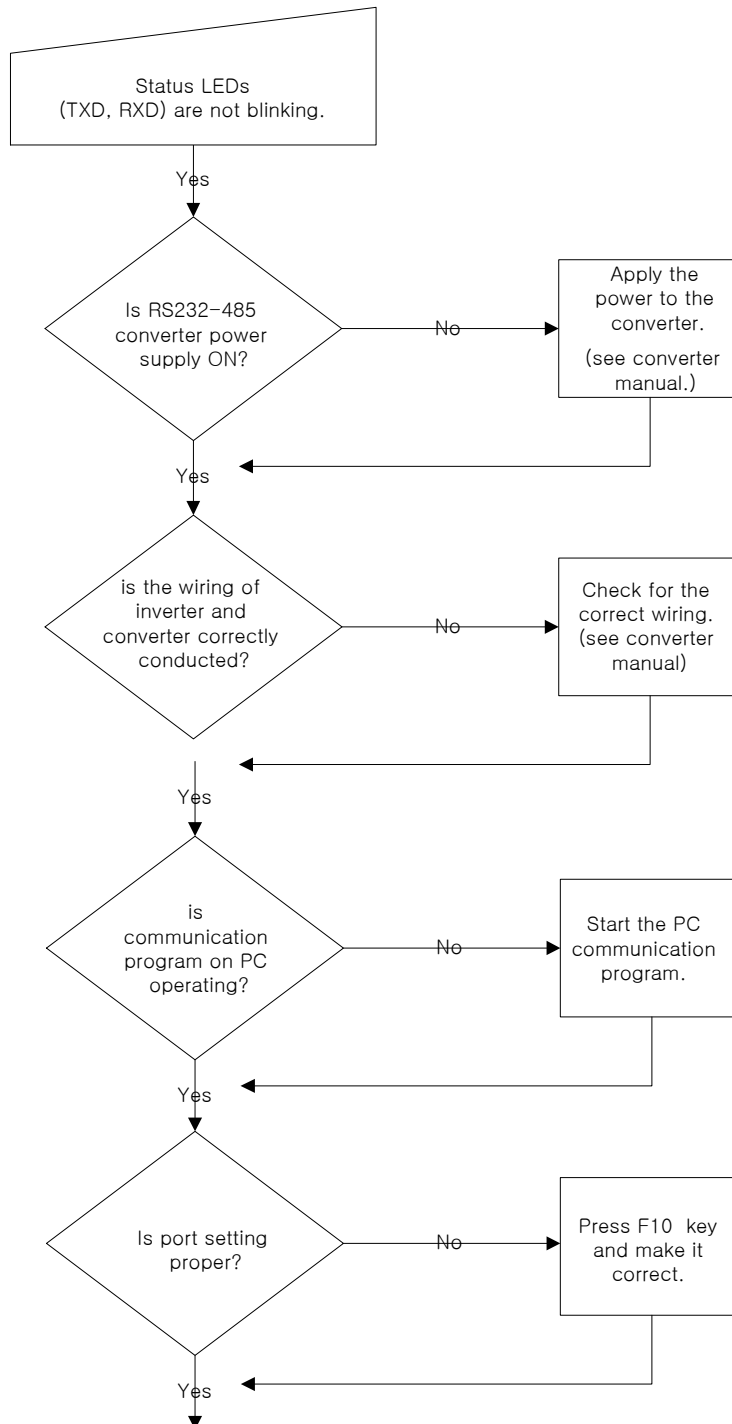 Status LEDs
(TXD, RXD) are not blinking.
Yes
Is RS232-485
converter power
supply ON?
No
Apply the
power to the
converter.
(see converter
manual.)
Yes
is the wiring of
inverter and
converter correctly
conducted?
No
Check for the
correct wiring.
(see converter
manual)
Yes
is
communication
program on PC
operating?
No
Start the PC
communication
program.
Yes
Is port setting
proper?
No
Press F10 key
and make it
correct.
Yes